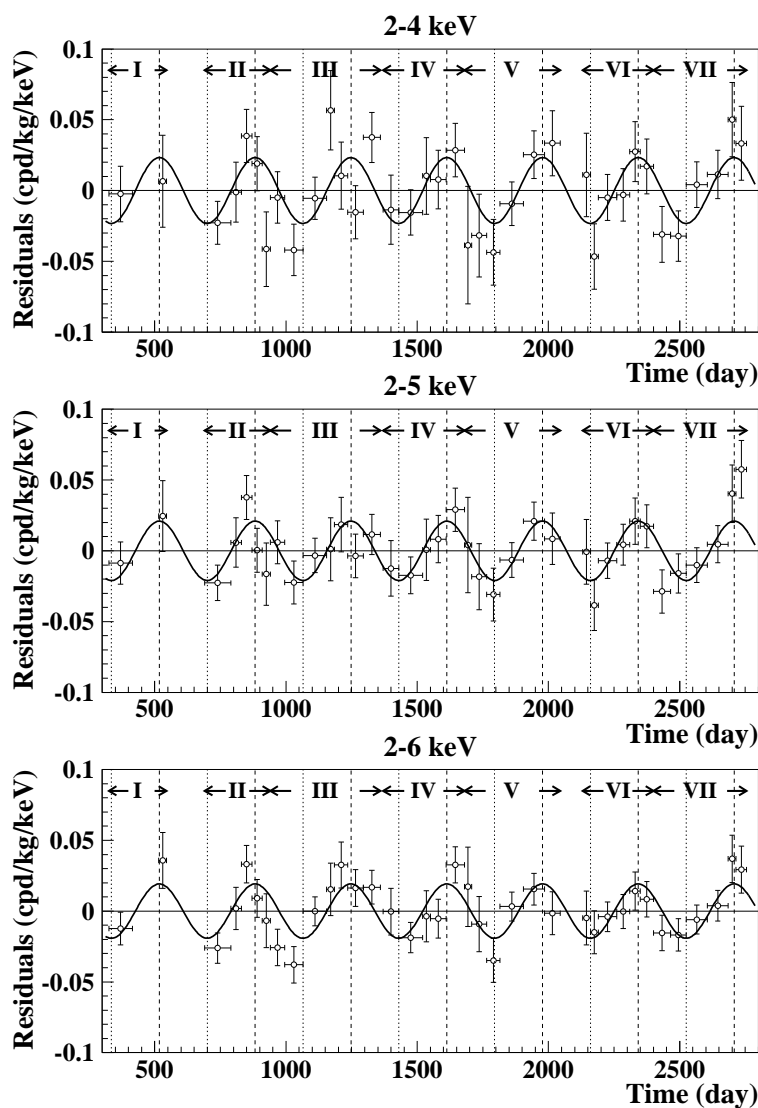 2-4 keV
Residuals (cpd/kg/keV)
0.1
0.05
0
-0.05
-0.1
I II III IV V VI VII
500 1000 1500 2000 2500
Time (day)
2-5 keV
Residuals (cpd/kg/keV)
0.1
0.05
0
-0.05
-0.1
I II III IV V VI VII
500 1000 1500 2000 2500
Time (day)
2-6 keV
Residuals (cpd/kg/keV)
0.1
0.05
0
-0.05
-0.1
I II III IV V VI VII
500 1000 1500 2000 2500
Time (day)